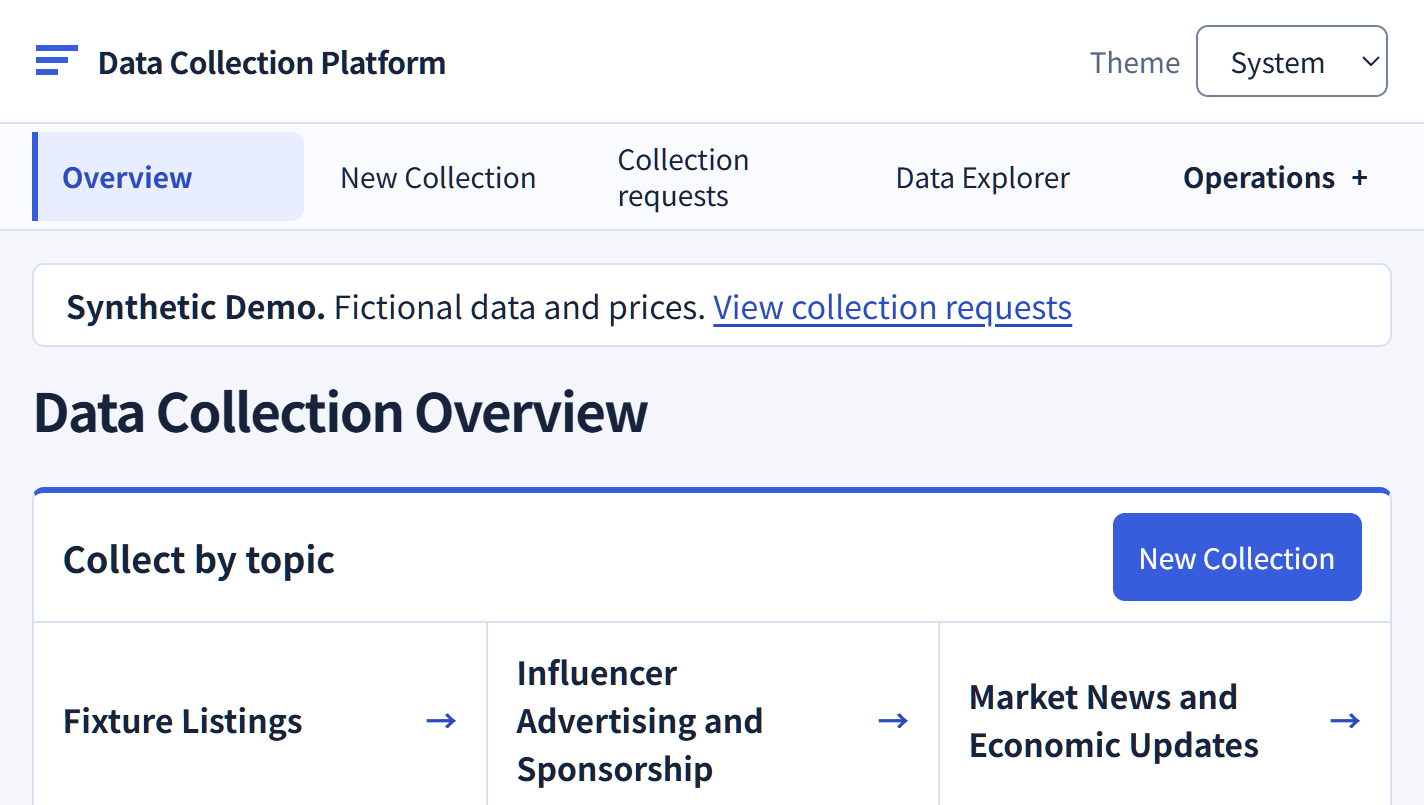 Data Collection Platform
Theme
System
Overview
New Collection
Collection
requests
Data Explorer
Operations +
Synthetic Demo. Fictional data and prices. View collection requests
Data Collection Overview
Collect by topic
New Collection
Fixture Listings →
Influencer
Advertising and
Sponsorship →
Market News and
Economic Updates →